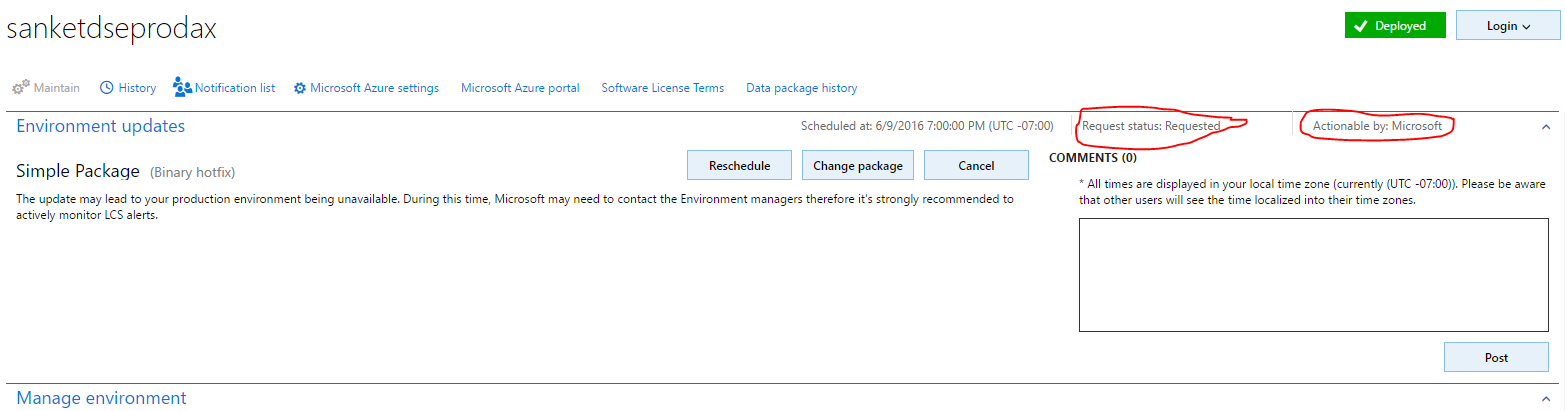 sanketdseprodax
Deployed
Login
Maintain
History
Notification list
Microsoft Azure settings
Microsoft Azure portal
Software License Terms
Data package history
Environment updates
Scheduled at: 6/9/2016 7:00:00 PM (UTC -07:00)
Request status: Requested
Actionable by: Microsoft
Simple Package (Binary hotfix)
Reschedule
Change package
Cancel
The update may lead to your production environment being unavailable. During this time, Microsoft may need to contact the Environment managers therefore it's strongly recommended to
actively monitor LCS alerts.
COMMENTS (0)
* All times are displayed in your local time zone (currently (UTC -07:00)). Please be aware
that other users will see the time localized into their time zones.
Post
Manage environment